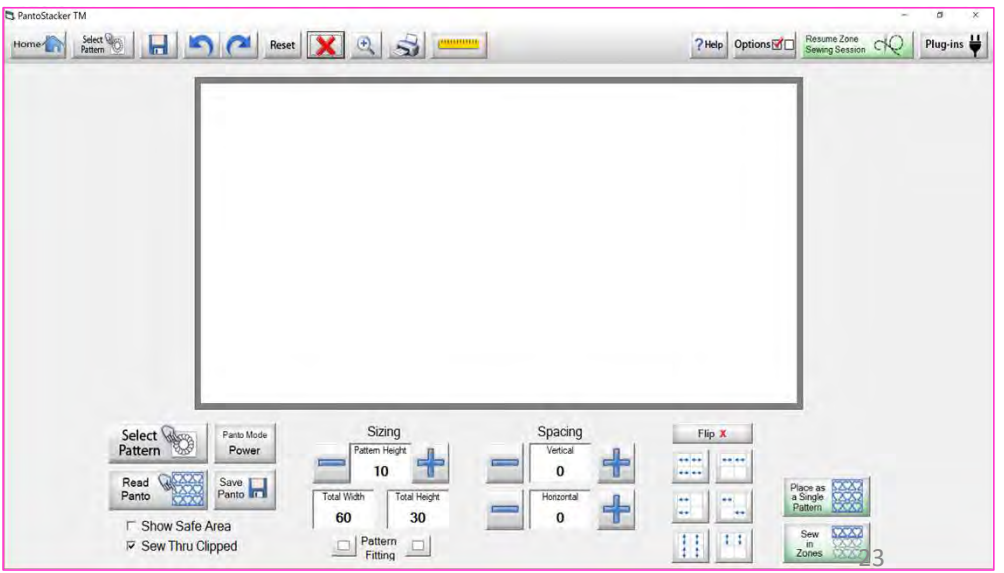 PantoStacker TM
Home
Select
Pattern
Reset
X
?Help
Options
Resume Zone
Sewing Session
Plug-ins
Select
Pattern
Panto Mode
Power
Read
Panto
Save
Panto
Show Safe Area
Sew Thru Clipped
Sizing
Pattern Height
10
Total Width
60
Total Height
30
Pattern
Fitting
Spacing
Vertical
0
Horizontal
0
Flip X
Place as
a Single
Pattern
Sew
in
Zones
23